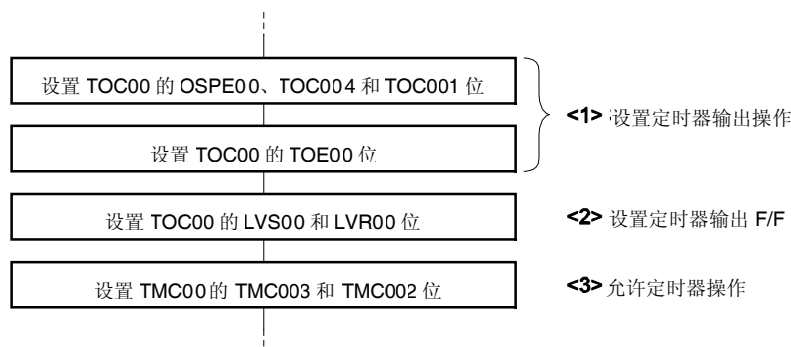 设置 TOC00 的 OSPE00、TOC004 和 TOC001 位
设置 TOC00 的 TOE00 位
<1> 设置定时器输出操作
设置 TOC00 的 LVS00 和 LVR00 位
<2> 设置定时器输出 F/F
设置 TMC00 的 TMC003 和 TMC002 位
<3> 允许定时器操作